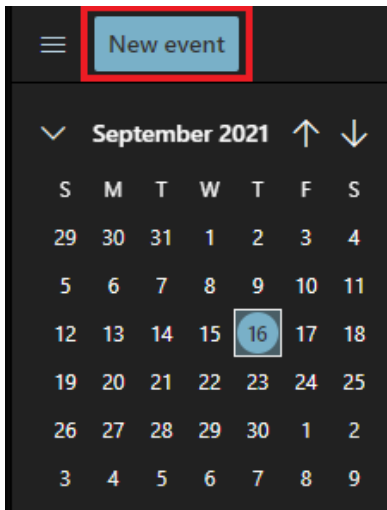 New event
September 2021
S M T W T F S
29 30 31 1 2 3 4
5 6 7 8 9 10 11
12 13 14 15 16 17 18
19 20 21 22 23 24 25
26 27 28 29 30 1 2
3 4 5 6 7 8 9